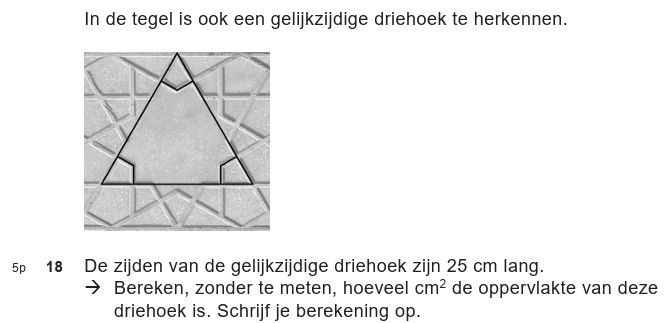 In de tegel is ook een gelijkzijdige driehoek te herkennen.
5p 18 De zijden van de gelijkzijdige driehoek zijn 25 cm lang.
→ Bereken, zonder te meten, hoeveel cm² de oppervlakte van deze
driehoek is. Schrijf je berekening op.